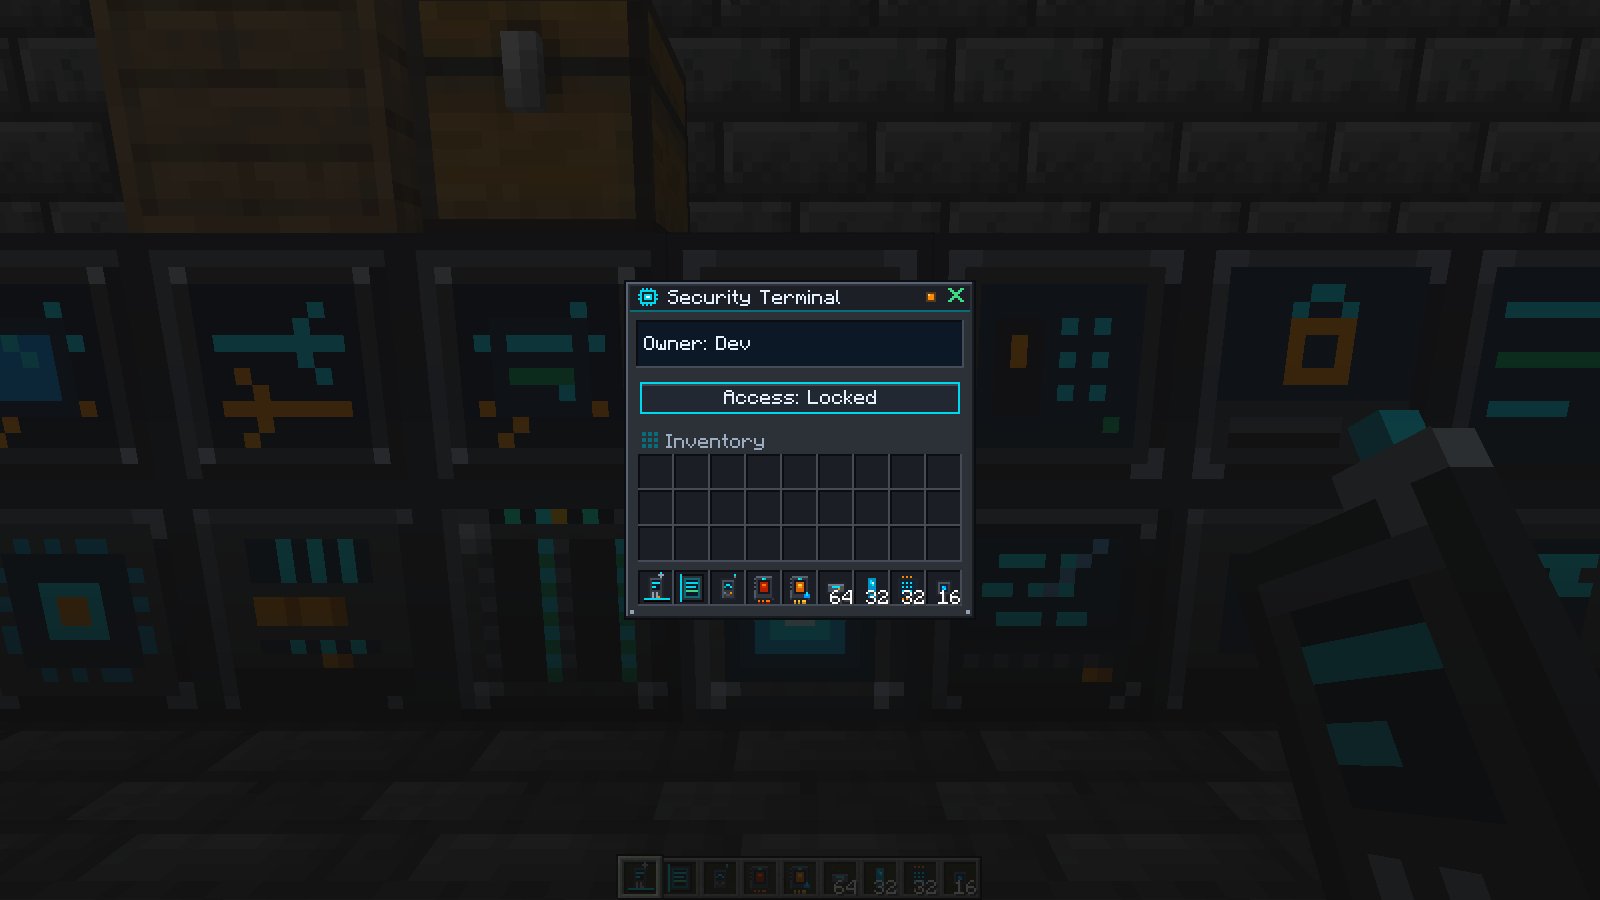 Security Terminal
Owner: Dev
Access: Locked
Inventory
64 32 32 16
64 32 32 16